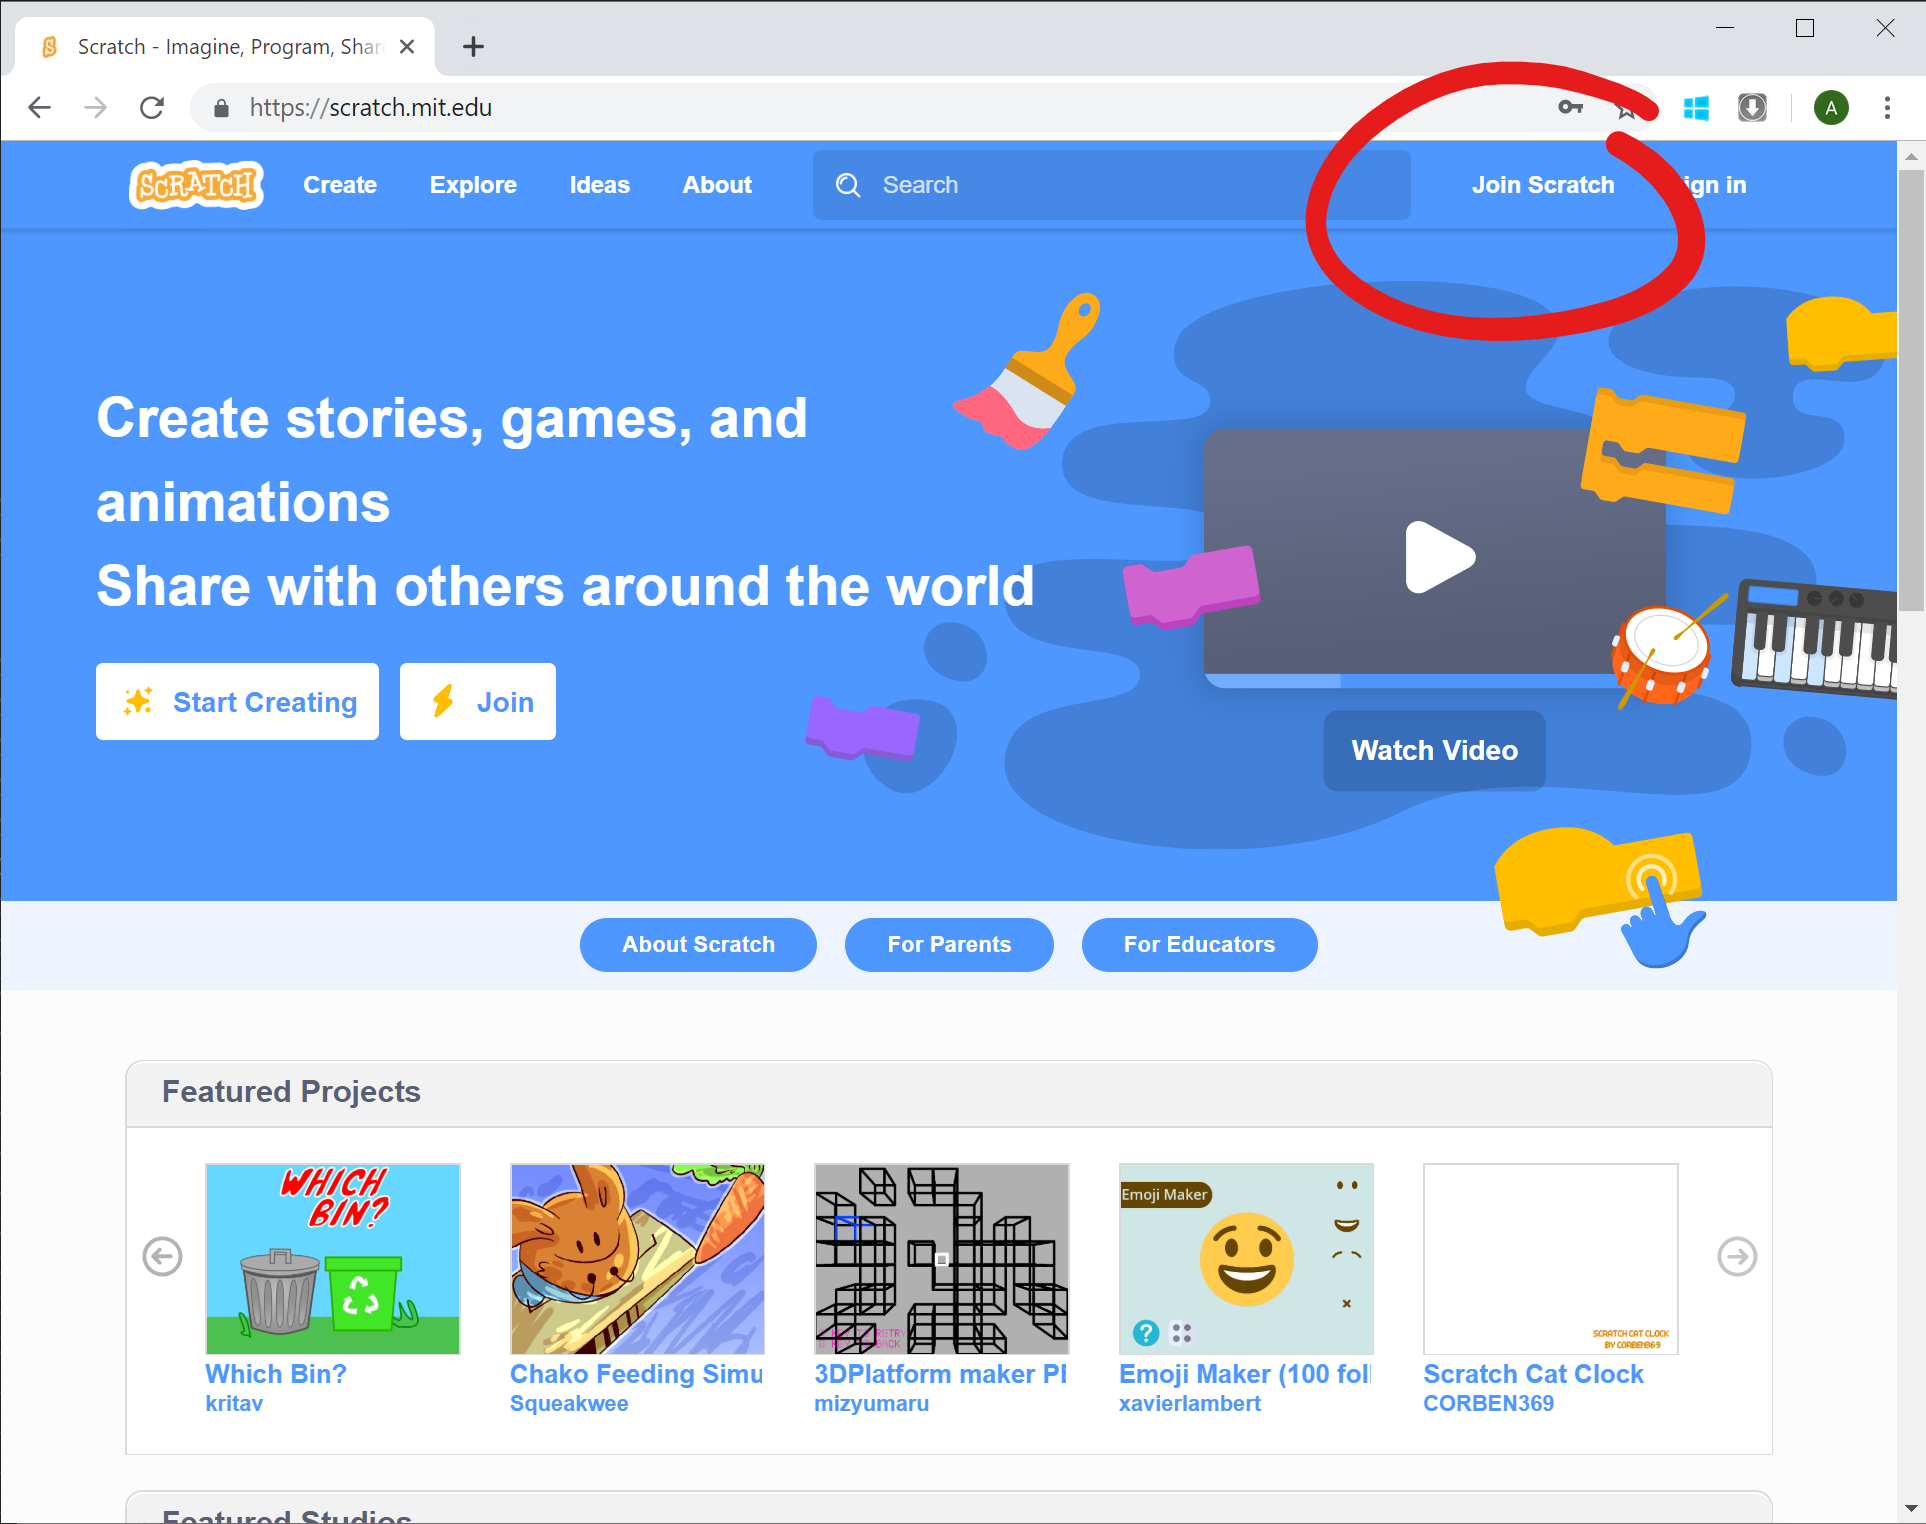 Scratch - Imagine, Program, Shar
https://scratch.mit.edu
A
SCRATCH
Create
Explore
Ideas
About
Search
Join Scratch
ign in
Create stories, games, and
animations
Share with others around the world
Start Creating
Join
Watch Video
About Scratch
For Parents
For Educators
Featured Projects
WHICH
BIN?
Emoji Maker
?
SCRATCH CAT CLOCK
BY CORBEN369
Which Bin?
kritav
Chako Feeding Simu
Squeakwee
3DPlatform maker PE
mizyumaru
Emoji Maker (100 foll
xavierlambert
Scratch Cat Clock
CORBEN369
Featured Studios